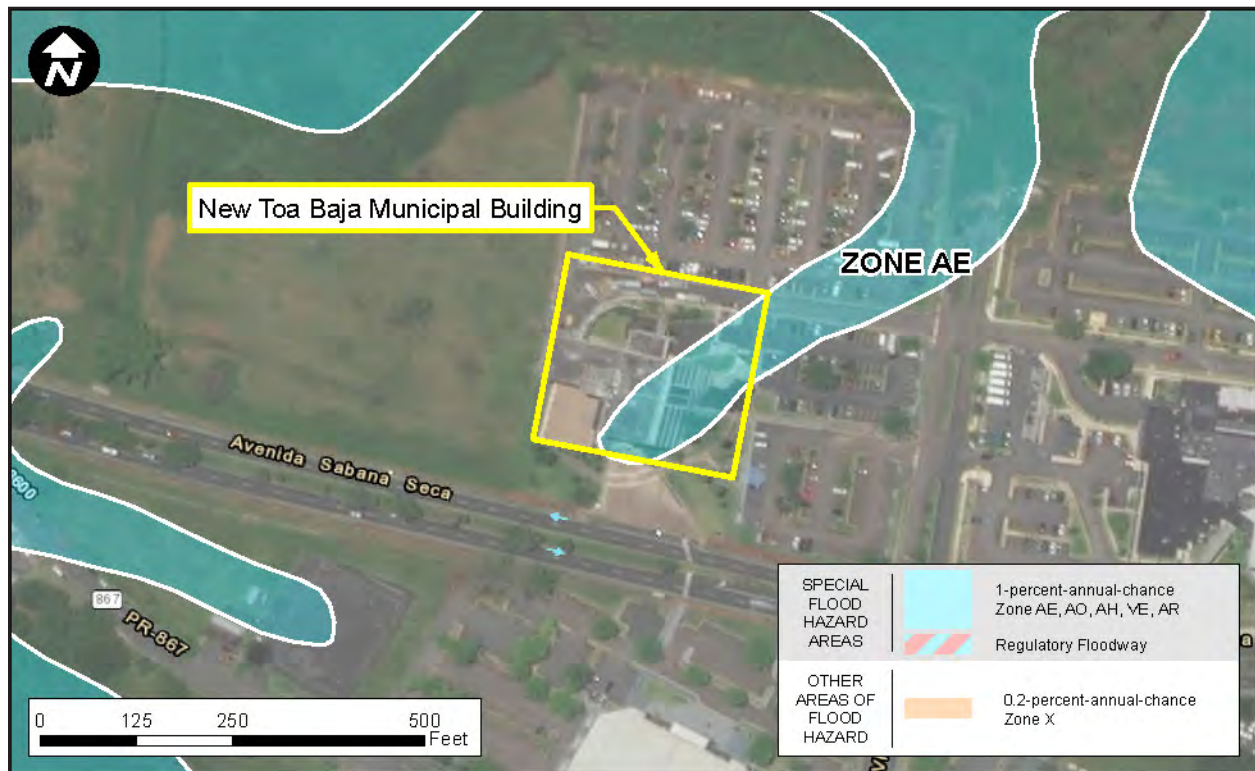 N
New Toa Baja Municipal Building
ZONE AE
Avenida Sabana Seca
867
PR-867
SPECIAL
FLOOD
HAZARD
AREAS
1-percent-annual-chance
Zone AE, AO, AH, VE, AR
Regulatory Floodway
OTHER
AREAS OF
FLOOD
HAZARD
0.2-percent-annual-chance
Zone X
0 125 250 500
Feet